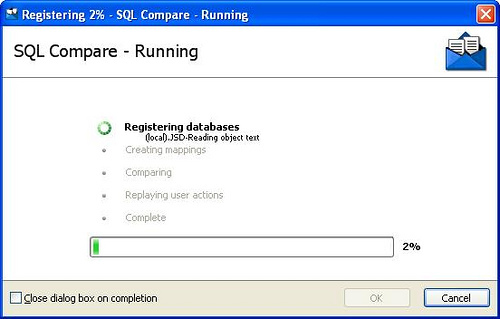 Registering 2% - SQL Compare - Running
SQL Compare - Running
Registering databases
(local).JSD-Reading object text
Creating mappings
Comparing
Replaying user actions
Complete
2%
Close dialog box on completion
OK
Cancel